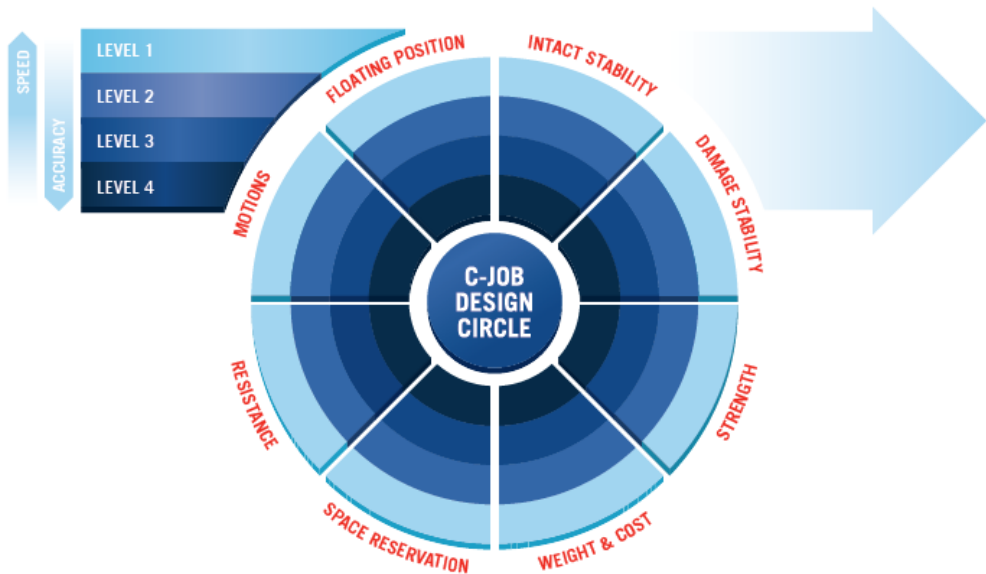 SPEED
ACCURACY
LEVEL 1
LEVEL 2
LEVEL 3
LEVEL 4
FLOATING POSITION
INTACT STABILITY
DAMAGE STABILITY
STRENGTH
WEIGHT & COST
SPACE RESERVATION
RESISTANCE
MOTIONS
C-JOB
DESIGN
CIRCLE